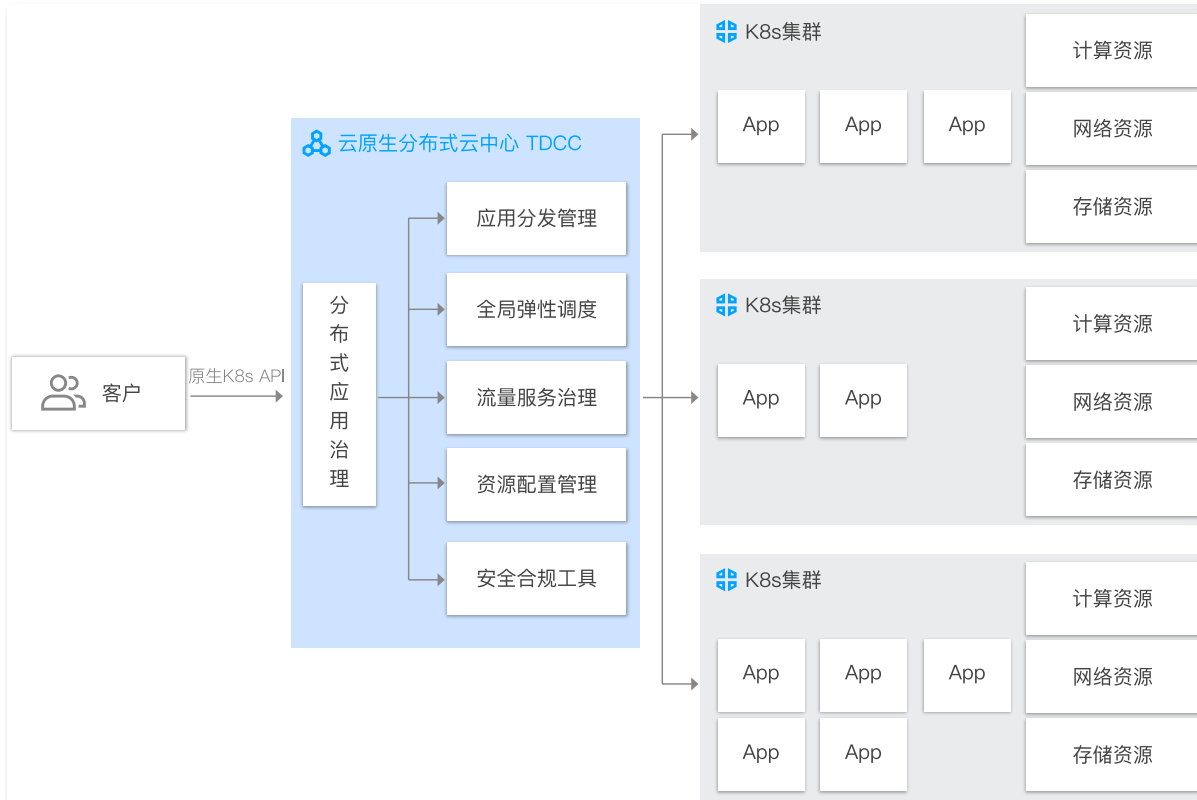 客户
原生K8s API
云原生分布式云中心 TDCC
分布式应用治理
应用分发管理
全局弹性调度
流量服务治理
资源配置管理
安全合规工具
K8s集群
App
App
App
计算资源
网络资源
存储资源
K8s集群
App
App
计算资源
网络资源
存储资源
K8s集群
App
App
App
App
App
计算资源
网络资源
存储资源